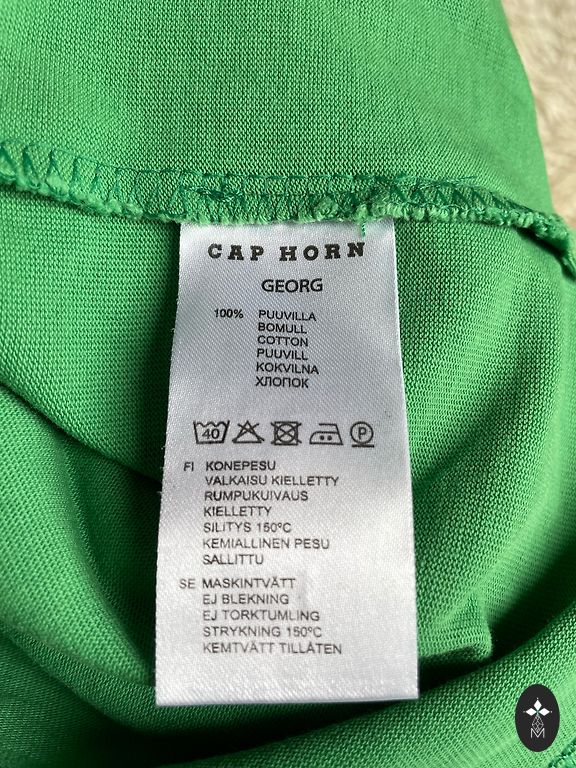 CAP HORN
GEORG
100% PUUVILLA
BOMULL
COTTON
PUUVILL
KOKVILNA
ХЛОПОК
40 P
FI KONEPESU
VALKAISU KIELLETTY
RUMPUKUIVAUS
KIELLETTY
SILITYS 150°C
KEMIALLINEN PESU
SALLITTU
SE MASKINTVÄTT
EJ BLEKNING
EJ TORKTUMLING
STRYKNING 150°C
KEMTVÄTT TILLÅTEN
M